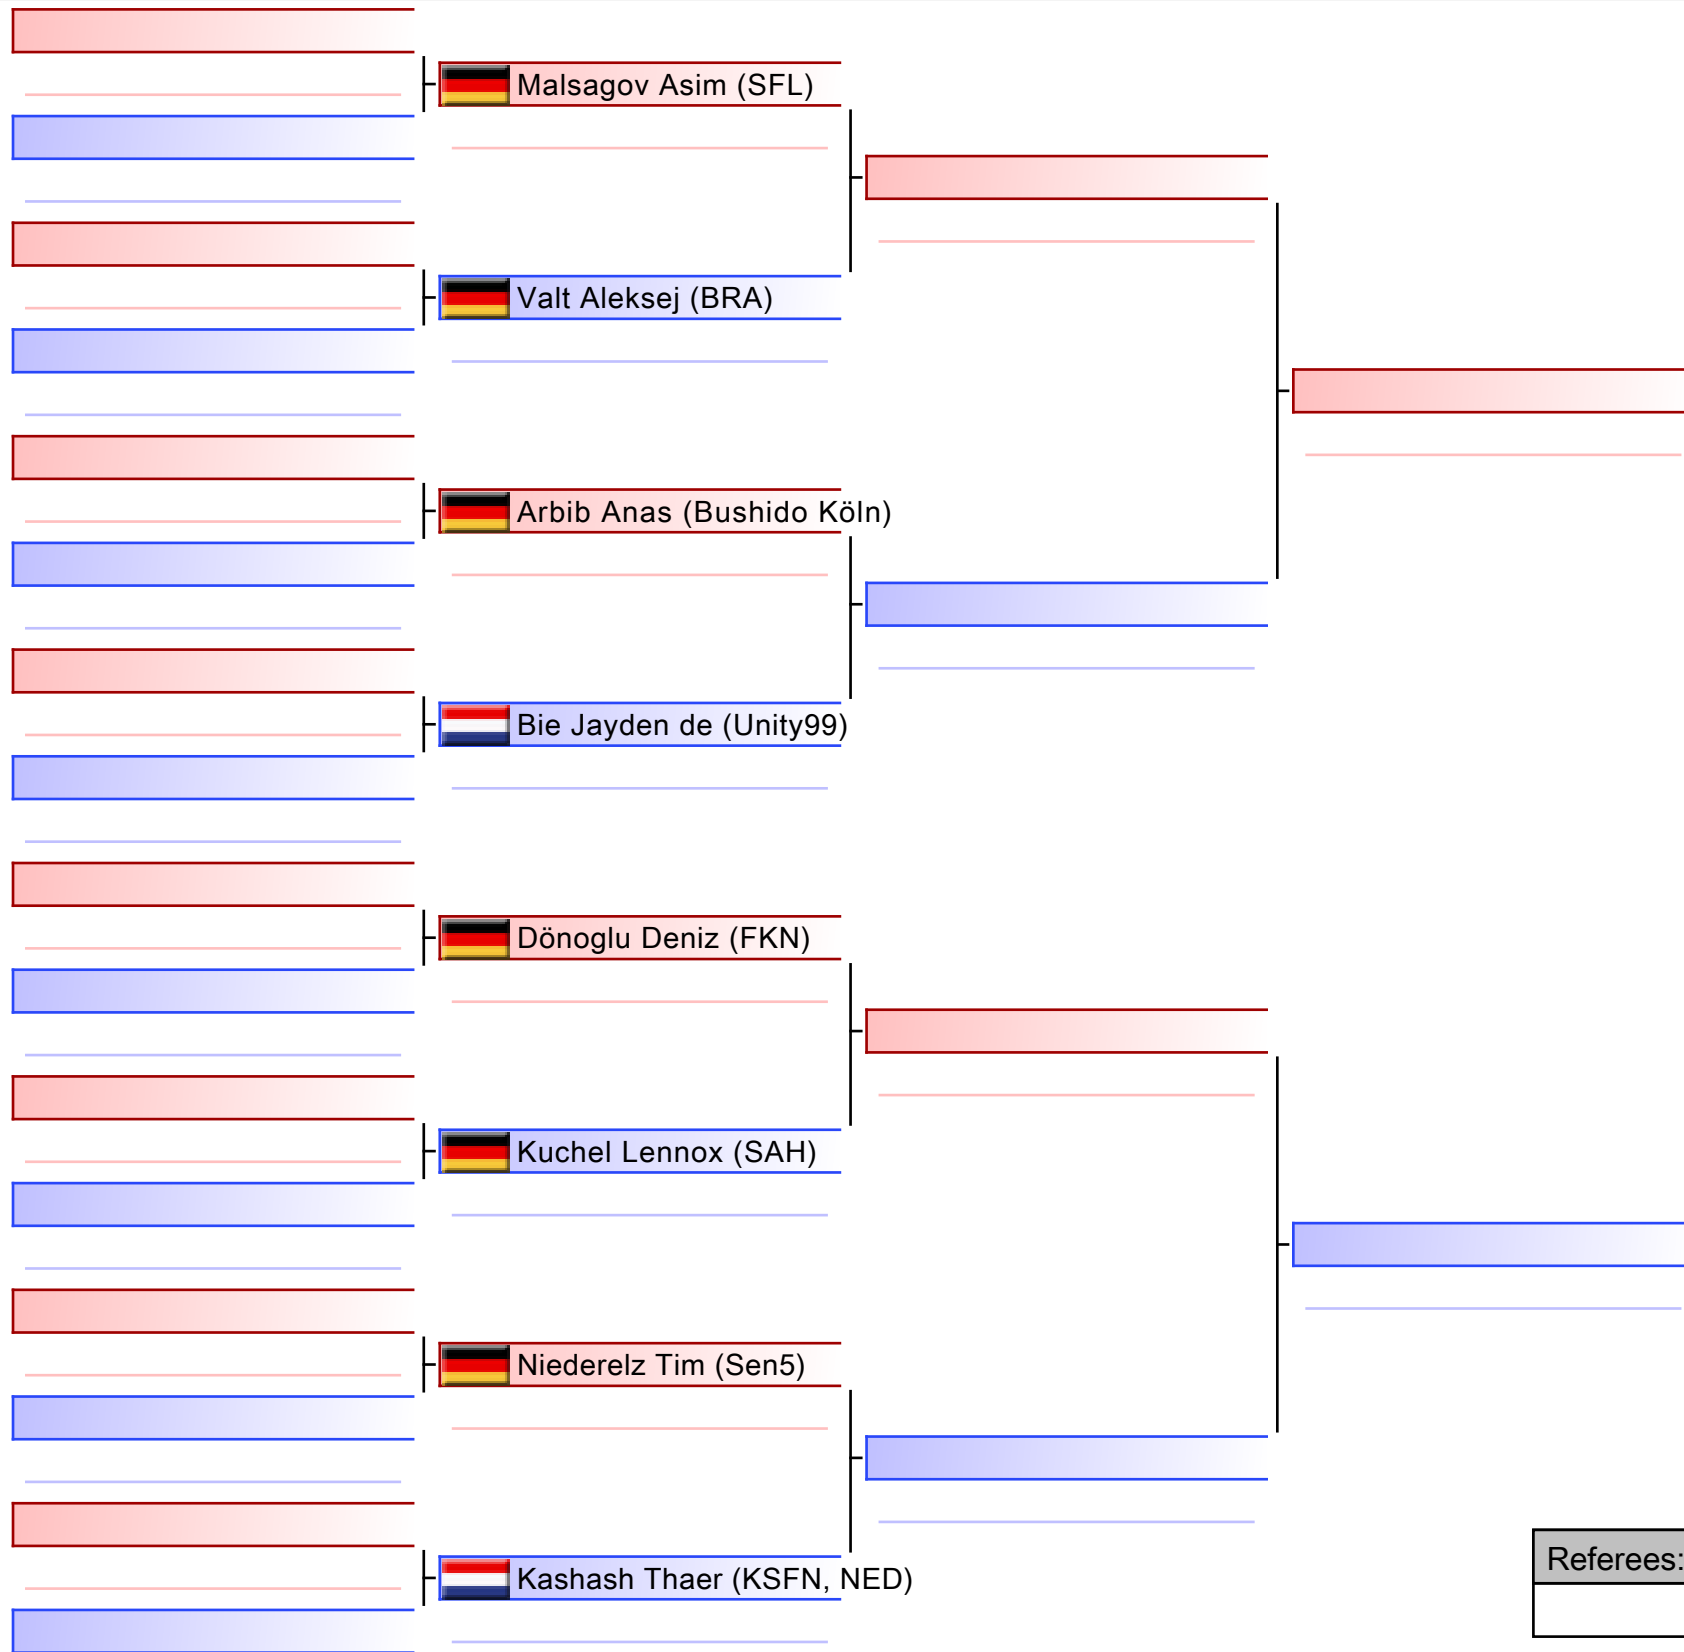 Malsagov Asim (SFL)
Valt Aleksej (BRA)
Arbib Anas (Bushido Köln)
Bie Jayden de (Unity99)
Dönoglu Deniz (FKN)
Kuchel Lennox (SAH)
Niederelz Tim (Sen5)
Kashash Thaer (KSFN, NED)
Referees: